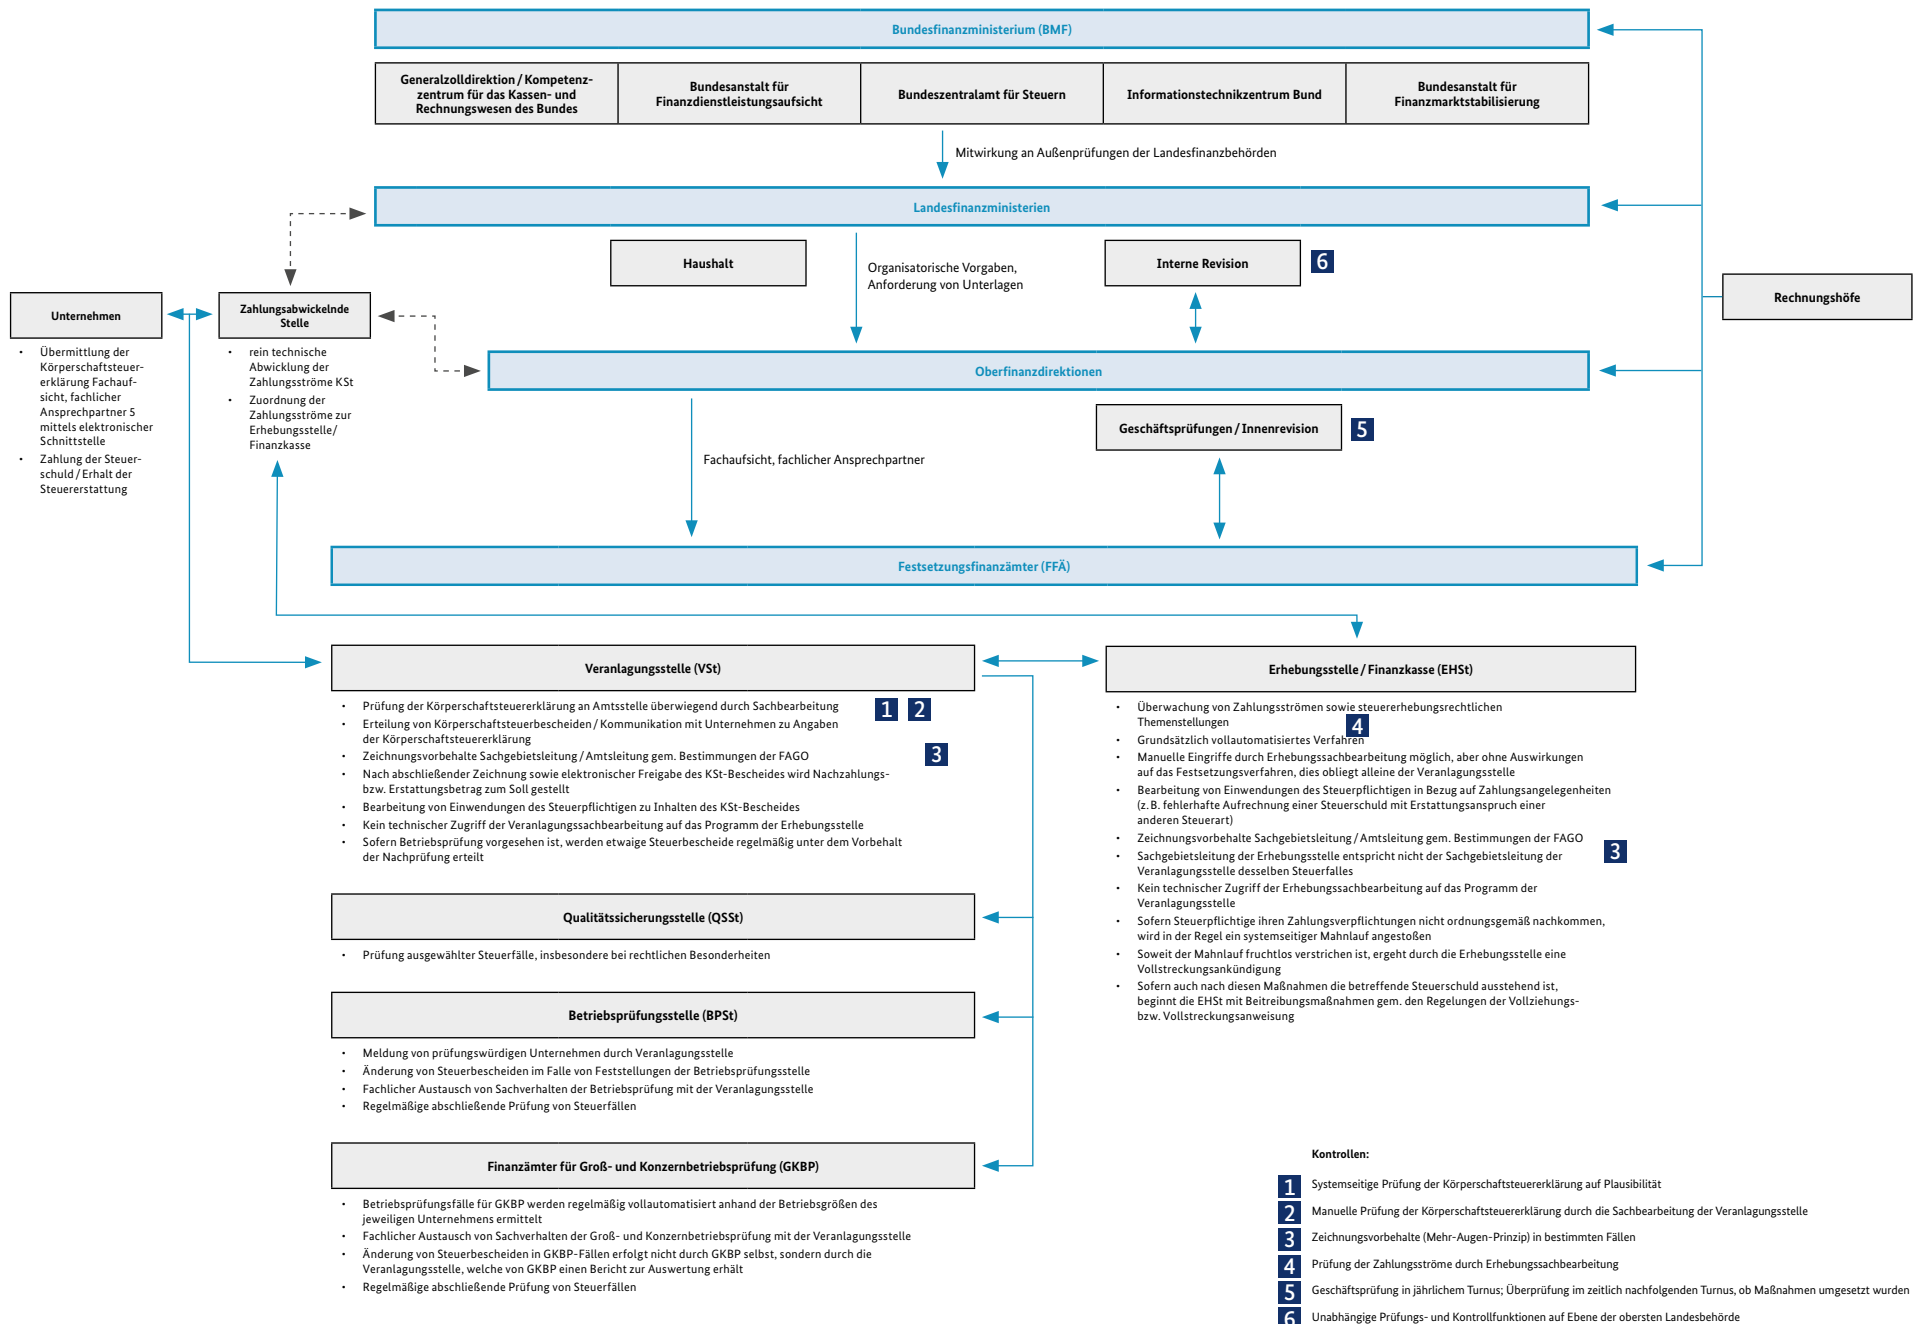 Bundesfinanzministerium (BMF)
Generalzolldirektion / Kompetenz-
zentrum für das Kassen- und
Rechnungswesen des Bundes
Bundesanstalt für
Finanzdienstleistungsaufsicht
Bundeszentralamt für Steuern
Informationstechnikzentrum Bund
Bundesanstalt für
Finanzmarktstabilisierung
Mitwirkung an Außenprüfungen der Landesfinanzbehörden
Landesfinanzministerien
Haushalt
Organisatorische Vorgaben,
Anforderung von Unterlagen
Interne Revision
6
Rechnungshöfe
Unternehmen
• Übermittlung der
Körperschaftsteuer-
erklärung Fachauf-
sicht, fachlicher
Ansprechpartner 5
mittels elektronischer
Schnittstelle
• Zahlung der Steuer-
schuld / Erhalt der
Steuererstattung
Zahlungsabwickelnde
Stelle
• rein technische
Abwicklung der
Zahlungsströme KSt
• Zuordnung der
Zahlungsströme zur
Erhebungsstelle/
Finanzkasse
Oberfinanzdirektionen
Geschäftsprüfungen / Innenrevision
5
Fachaufsicht, fachlicher Ansprechpartner
Festsetzungsfinanzämter (FFÄ)
Veranlagungsstelle (VSt)
• Prüfung der Körperschaftsteuererklärung an Amtsstelle überwiegend durch Sachbearbeitung
1 2
• Erteilung von Körperschaftsteuerbescheiden / Kommunikation mit Unternehmen zu Angaben
der Körperschaftsteuererklärung
• Zeichnungsvorbehalte Sachgebietsleitung / Amtsleitung gem. Bestimmungen der FAGO
3
• Nach abschließender Zeichnung sowie elektronischer Freigabe des KSt-Bescheides wird Nachzahlungs-
bzw. Erstattungsbetrag zum Soll gestellt
• Bearbeitung von Einwendungen des Steuerpflichtigen zu Inhalten des KSt-Bescheides
• Kein technischer Zugriff der Veranlagungssachbearbeitung auf das Programm der Erhebungsstelle
• Sofern Betriebsprüfung vorgesehen ist, werden etwaige Steuerbescheide regelmäßig unter dem Vorbehalt
der Nachprüfung erteilt
Qualitätssicherungsstelle (QSSt)
• Prüfung ausgewählter Steuerfälle, insbesondere bei rechtlichen Besonderheiten
Betriebsprüfungsstelle (BPSt)
• Meldung von prüfungswürdigen Unternehmen durch Veranlagungsstelle
• Änderung von Steuerbescheiden im Falle von Feststellungen der Betriebsprüfungsstelle
• Fachlicher Austausch von Sachverhalten der Betriebsprüfung mit der Veranlagungsstelle
• Regelmäßige abschließende Prüfung von Steuerfällen
Finanzämter für Groß- und Konzernbetriebsprüfung (GKBP)
• Betriebsprüfungsfälle für GKBP werden regelmäßig vollautomatisiert anhand der Betriebsgrößen des
jeweiligen Unternehmens ermittelt
• Fachlicher Austausch von Sachverhalten der Groß- und Konzernbetriebsprüfung mit der Veranlagungsstelle
• Änderung von Steuerbescheiden in GKBP-Fällen erfolgt nicht durch GKBP selbst, sondern durch die
Veranlagungsstelle, welche von GKBP einen Bericht zur Auswertung erhält
• Regelmäßige abschließende Prüfung von Steuerfällen
Erhebungsstelle / Finanzkasse (EHSt)
• Überwachung von Zahlungsströmen sowie steuererhebungsrechtlichen
Themenstellungen
4
• Grundsätzlich vollautomatisiertes Verfahren
• Manuelle Eingriffe durch Erhebungssachbearbeitung möglich, aber ohne Auswirkungen
auf das Festsetzungsverfahren, dies obliegt alleine der Veranlagungsstelle
• Bearbeitung von Einwendungen des Steuerpflichtigen in Bezug auf Zahlungsangelegenheiten
(z. B. fehlerhafte Aufrechnung einer Steuerschuld mit Erstattungsanspruch einer
anderen Steuerart)
• Zeichnungsvorbehalte Sachgebietsleitung / Amtsleitung gem. Bestimmungen der FAGO
3
• Sachgebietsleitung der Erhebungsstelle entspricht nicht der Sachgebietsleitung der
Veranlagungsstelle desselben Steuerfalles
• Kein technischer Zugriff der Erhebungssachbearbeitung auf das Programm der
Veranlagungsstelle
• Sofern Steuerpflichtige ihren Zahlungsverpflichtungen nicht ordnungsgemäß nachkommen,
wird in der Regel ein systemseitiger Mahnlauf angestoßen
• Soweit der Mahnlauf fruchtlos verstrichen ist, ergeht durch die Erhebungsstelle eine
Vollstreckungsankündigung
• Sofern auch nach diesen Maßnahmen die betreffende Steuerschuld ausstehend ist,
beginnt die EHSt mit Beitreibungsmaßnahmen gem. den Regelungen der Vollziehungs-
bzw. Vollstreckungsanweisung
Kontrollen:
1 Systemseitige Prüfung der Körperschaftsteuererklärung auf Plausibilität
2 Manuelle Prüfung der Körperschaftsteuererklärung durch die Sachbearbeitung der Veranlagungsstelle
3 Zeichnungsvorbehalte (Mehr-Augen-Prinzip) in bestimmten Fällen
4 Prüfung der Zahlungsströme durch Erhebungssachbearbeitung
5 Geschäftsprüfung in jährlichem Turnus; Überprüfung im zeitlich nachfolgenden Turnus, ob Maßnahmen umgesetzt wurden
6 Unabhängige Prüfungs- und Kontrollfunktionen auf Ebene der obersten Landesbehörde